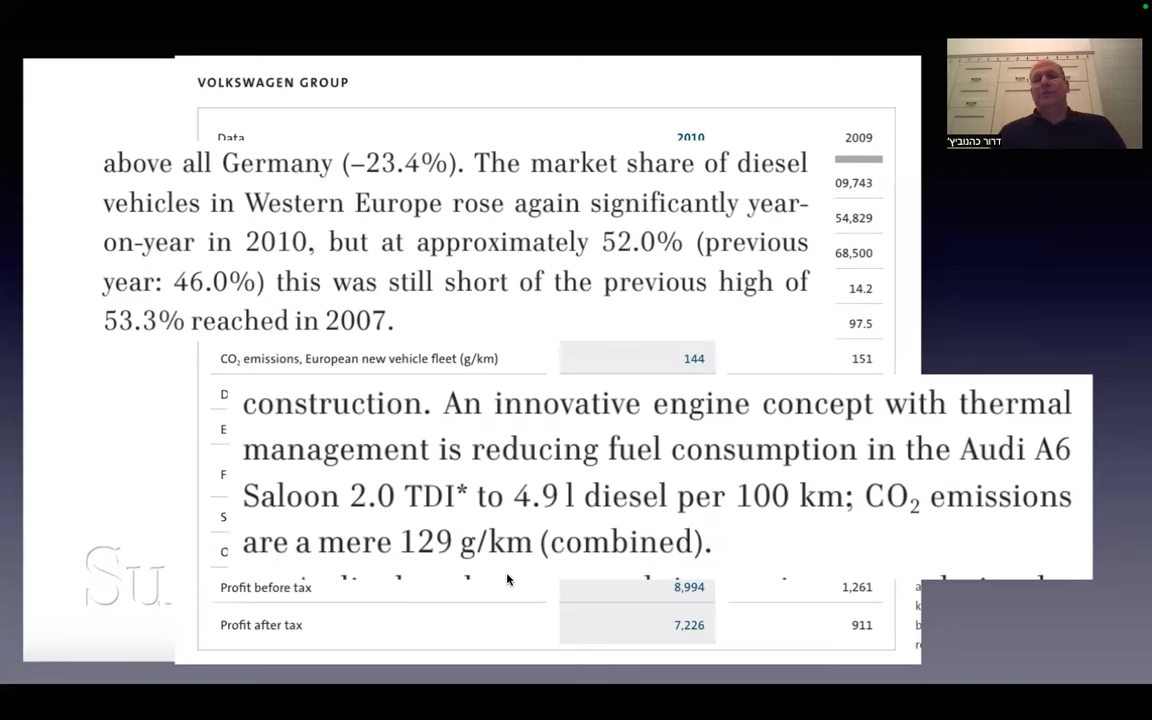 VOLKSWAGEN GROUP
Data 2010 2009
above all Germany (–23.4%). The market share of diesel
vehicles in Western Europe rose again significantly year-
on-year in 2010, but at approximately 52.0% (previous
year: 46.0%) this was still short of the previous high of
53.3% reached in 2007.
09,743
54,829
68,500
14.2
97.5
CO₂ emissions, European new vehicle fleet (g/km) 144 151
D
E
F
S
construction. An innovative engine concept with thermal
management is reducing fuel consumption in the Audi A6
Saloon 2.0 TDI* to 4.9 l diesel per 100 km; CO₂ emissions
are a mere 129 g/km (combined).
Profit before tax 8,994 1,261
Profit after tax 7,226 911
Su
דרור כהנוביץ'